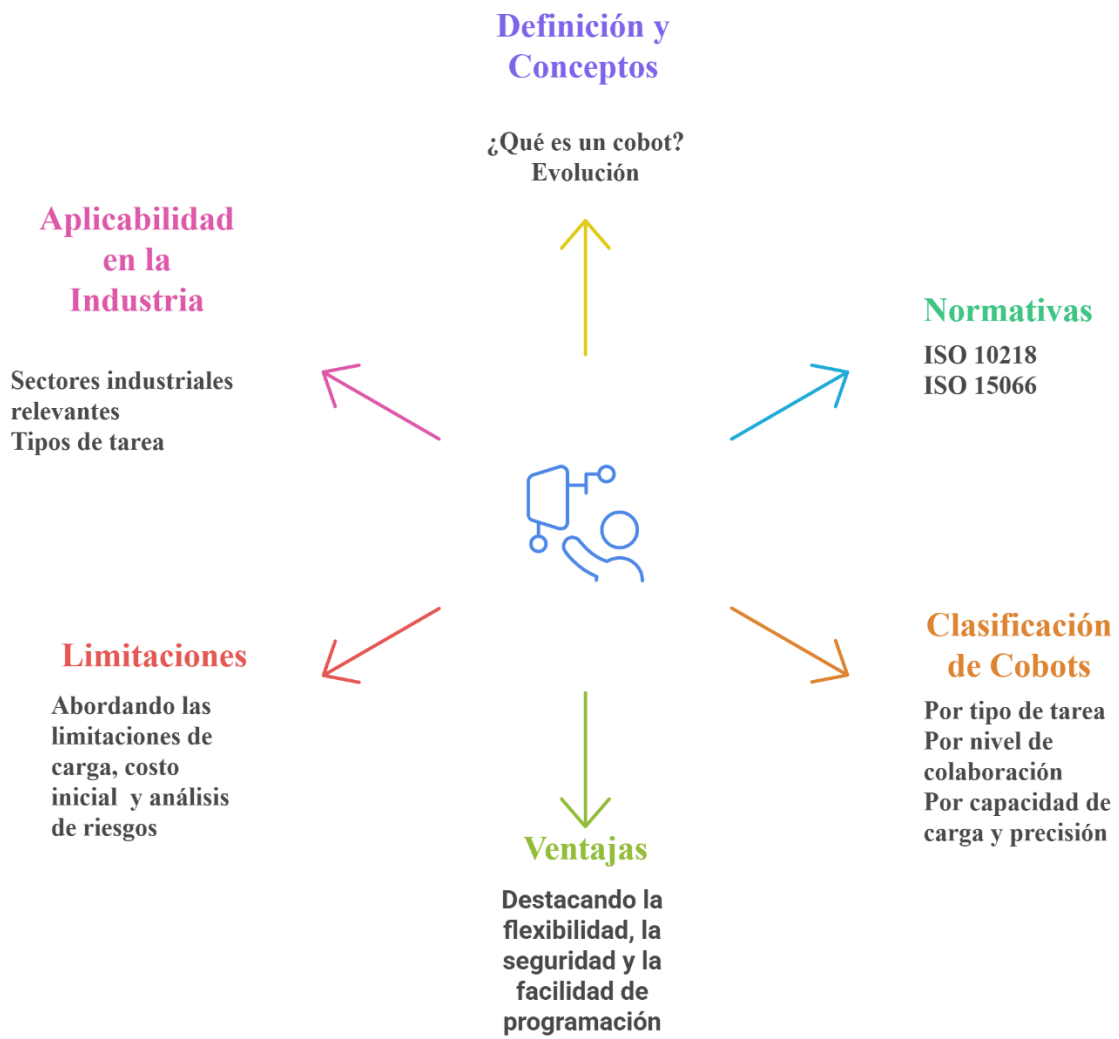 Definición y
Conceptos
¿Qué es un cobot?
Evolución
Aplicabilidad
en la
Industria
Sectores industriales
relevantes
Tipos de tarea
Normativas
ISO 10218
ISO 15066
Limitaciones
Abordando las
limitaciones de
carga, costo
inicial  y análisis
de riesgos
Clasificación
de Cobots
Por tipo de tarea
Por nivel de
colaboración
Por capacidad de
carga y precisión
Ventajas
Destacando la
flexibilidad, la
seguridad y la
facilidad de
programación